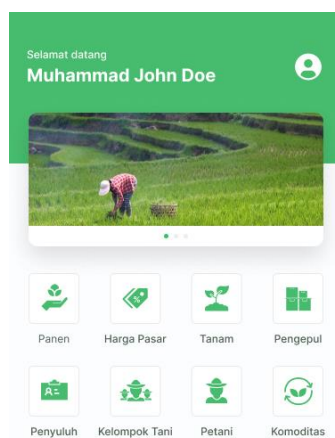 Selamat datang
Muhammad John Doe
Panen Harga Pasar Tanam Pengepul
Penyuluh Kelompok Tani Petani Komoditas